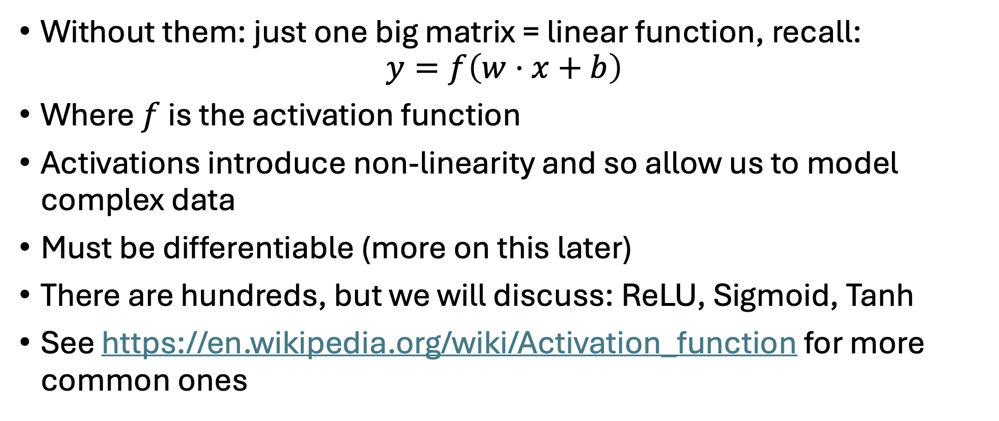 • Without them: just one big matrix = linear function, recall:
y = f(w · x + b)
• Where f is the activation function
• Activations introduce non-linearity and so allow us to model
complex data
• Must be differentiable (more on this later)
• There are hundreds, but we will discuss: ReLU, Sigmoid, Tanh
• See https://en.wikipedia.org/wiki/Activation_function for more
common ones